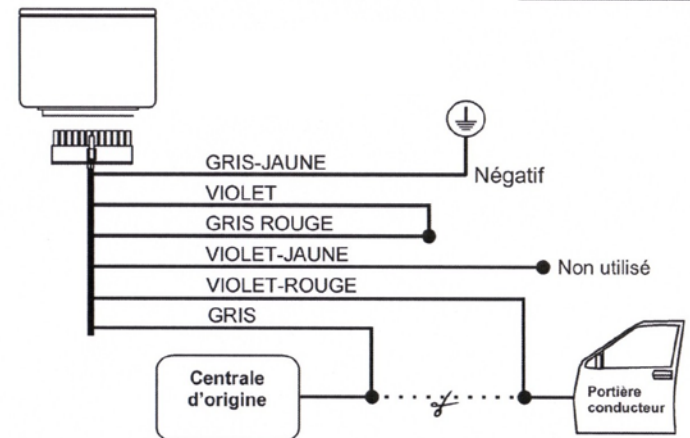 GRIS-JAUNE
Négatif
VIOLET
GRIS ROUGE
VIOLET-JAUNE
Non utilisé
VIOLET-ROUGE
GRIS
Centrale
d'origine
Portière
conducteur